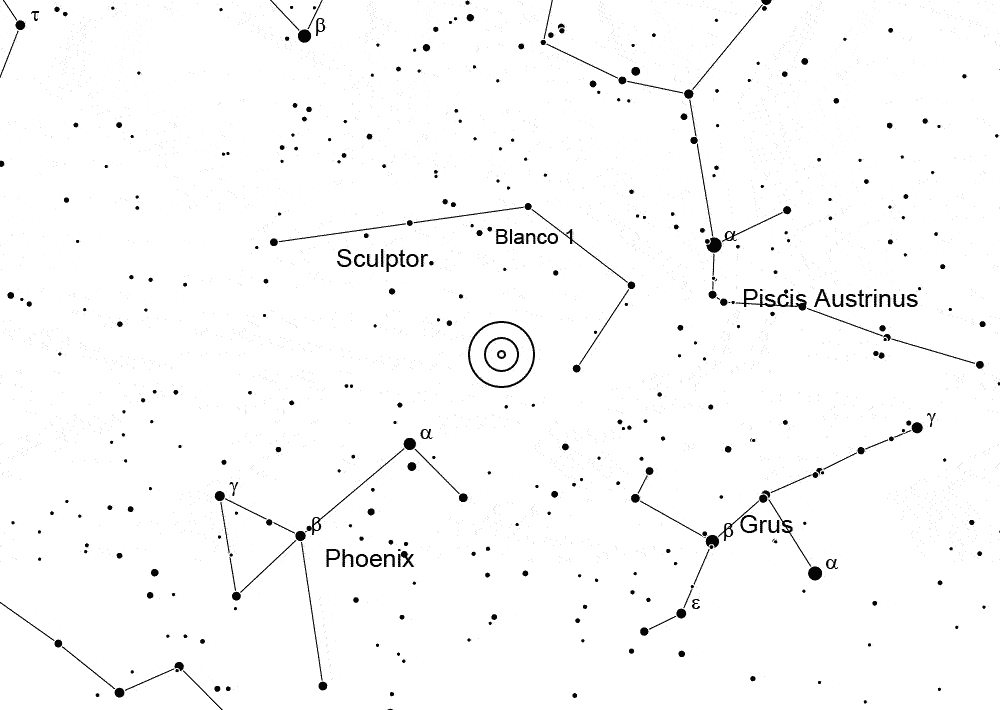 τ
β
α
Blanco 1
Sculptor
Piscis Austrinus
γ
α
γ
β
β
Grus
Phoenix
α
ε